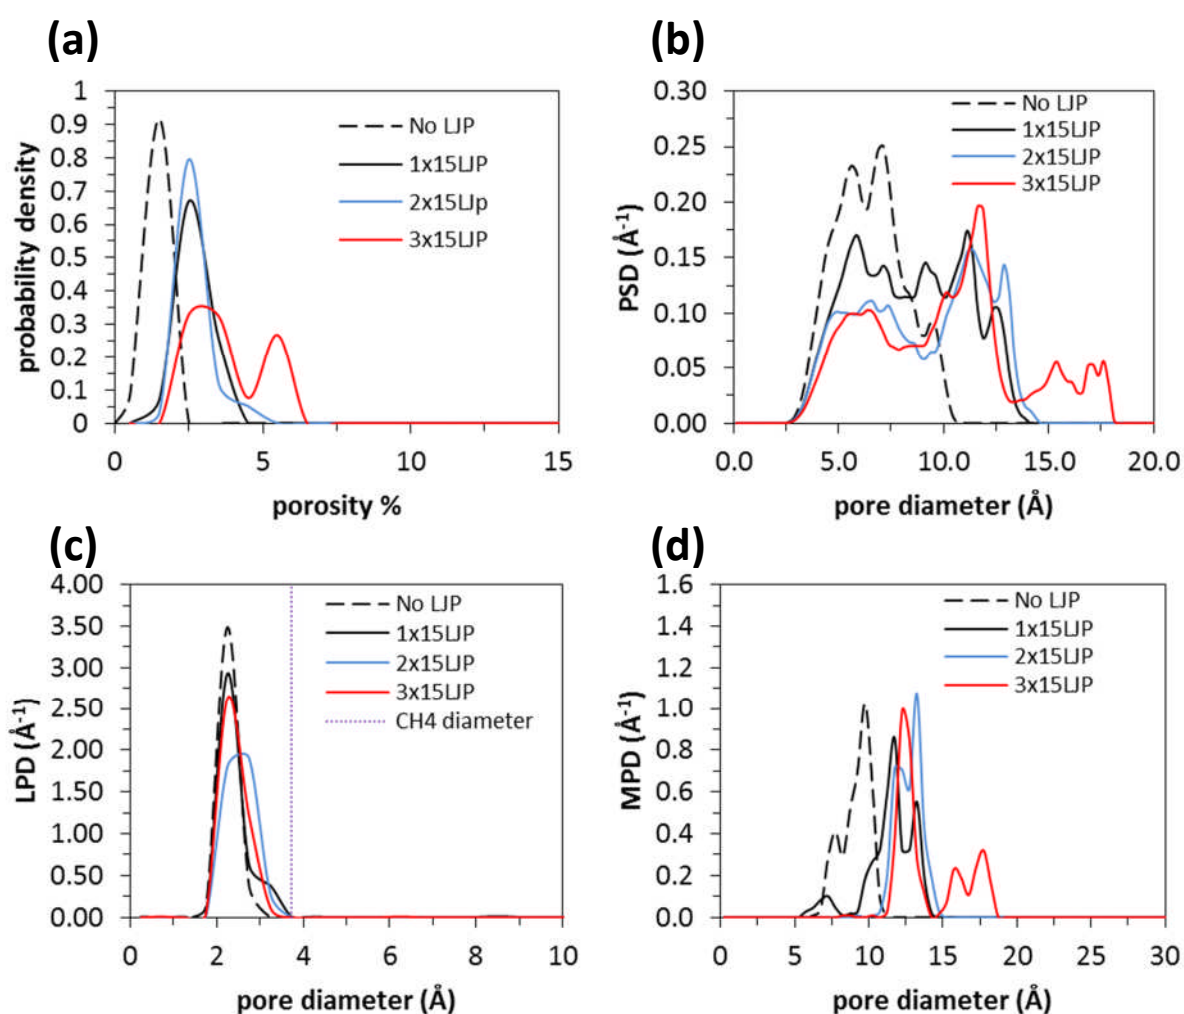 (a)
probability density
1
0.9
0.8
0.7
0.6
0.5
0.4
0.3
0.2
0.1
0
No LJP
1x15LJP
2x15LJp
3x15LJP
0 5 10 15
porosity %
(b)
PSD (Å-1)
0.30
0.25
0.20
0.15
0.10
0.05
0.00
No LJP
1x15LJP
2x15LJP
3x15LJP
0.0 5.0 10.0 15.0 20.0
pore diameter (Å)
(c)
LPD (Å-1)
4.00
3.50
3.00
2.50
2.00
1.50
1.00
0.50
0.00
No LJP
1x15LJP
2x15LJP
3x15LJP
CH4 diameter
0 2 4 6 8 10
pore diameter (Å)
(d)
MPD (Å-1)
1.6
1.4
1.2
1.0
0.8
0.6
0.4
0.2
0.0
No LJP
1x15LJP
2x15LJP
3x15LJP
0 5 10 15 20 25 30
pore diameter (Å)